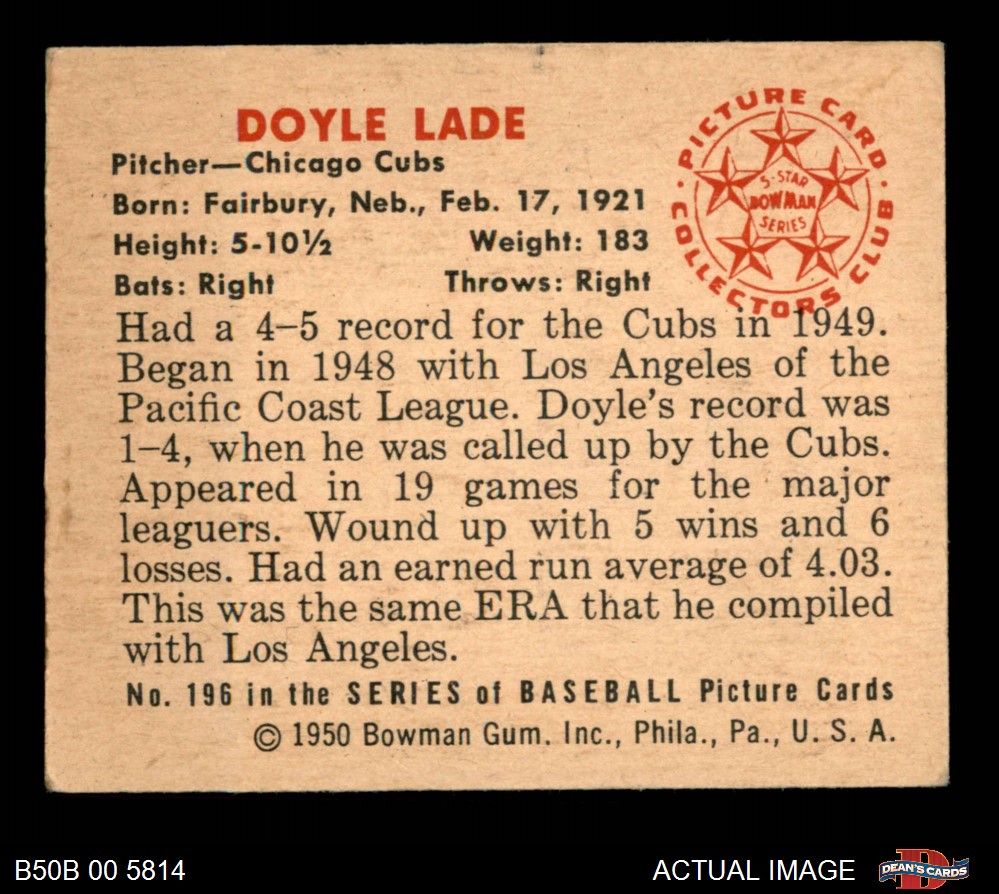 DOYLE LADE
Pitcher—Chicago Cubs
Born: Fairbury, Neb., Feb. 17, 1921
Height: 5-10½ Weight: 183
Bats: Right Throws: Right
PICTURE CARD
COLLECTORS CLUB
5-STAR
BOWMAN
SERIES
Had a 4–5 record for the Cubs in 1949.
Began in 1948 with Los Angeles of the
Pacific Coast League. Doyle's record was
1–4, when he was called up by the Cubs.
Appeared in 19 games for the major
leaguers. Wound up with 5 wins and 6
losses. Had an earned run average of 4.03.
This was the same ERA that he compiled
with Los Angeles.
No. 196 in the SERIES of BASEBALL Picture Cards
© 1950 Bowman Gum. Inc., Phila., Pa., U. S. A.
B50B 00 5814
ACTUAL IMAGE
DEAN'S CARDS